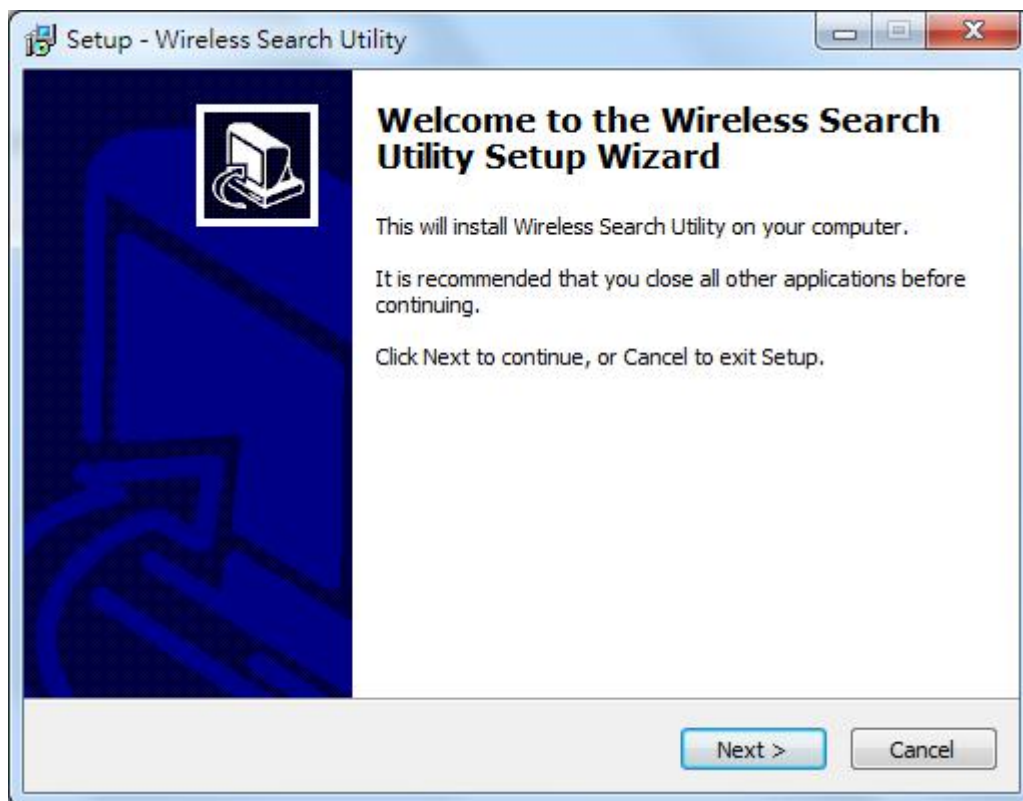 Setup - Wireless Search Utility
Welcome to the Wireless Search
Utility Setup Wizard
This will install Wireless Search Utility on your computer.
It is recommended that you close all other applications before
continuing.
Click Next to continue, or Cancel to exit Setup.
Next >
Cancel